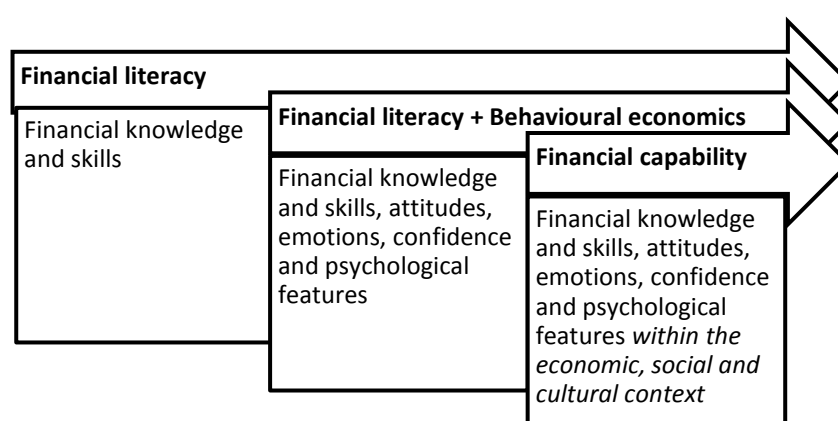 Financial literacy
Financial knowledge
and skills
Financial literacy + Behavioural economics
Financial knowledge
and skills, attitudes,
emotions, confidence
and psychological
features
Financial capability
Financial knowledge
and skills, attitudes,
emotions, confidence
and psychological
features within the
economic, social and
cultural context